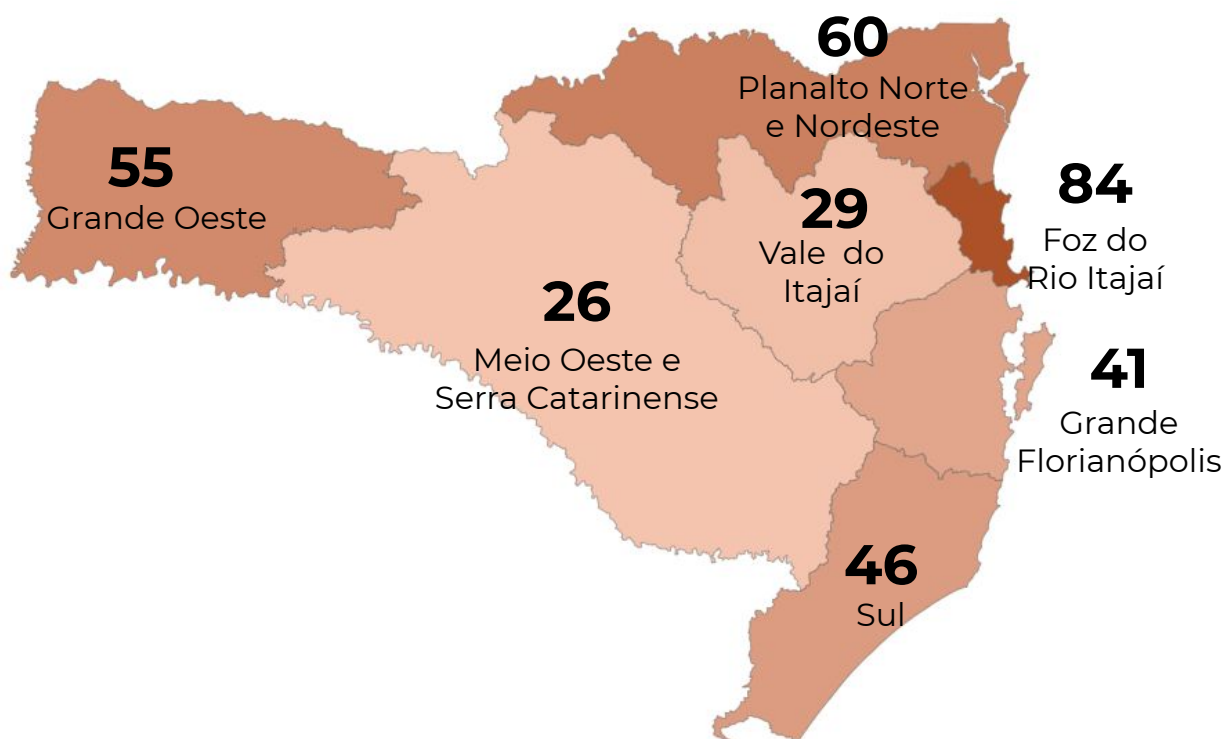 60
Planalto Norte
e Nordeste
55
Grande Oeste
84
Foz do
Rio Itajaí
29
Vale do
Itajaí
26
Meio Oeste e
Serra Catarinense
41
Grande
Florianópolis
46
Sul